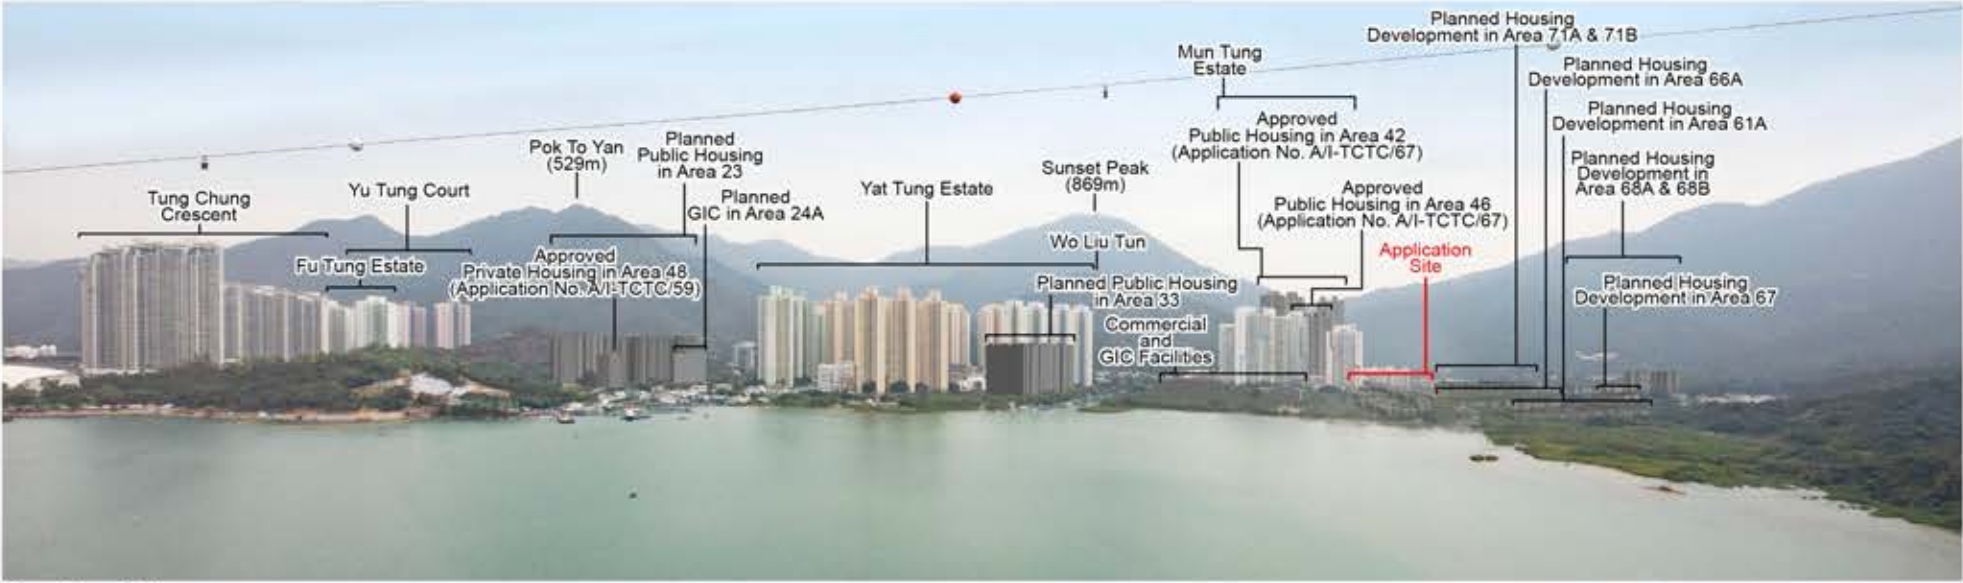 Tung Chung
Crescent
Yu Tung Court
Fu Tung Estate
Pok To Yan
(529m)
Planned
Public Housing
in Area 23
Planned
GIC in Area 24A
Approved
Private Housing in Area 48
(Application No. A/I-TCTC/59)
Yat Tung Estate
Sunset Peak
(869m)
Wo Liu Tun
Planned Public Housing
in Area 33
Commercial
and
GIC Facilities
Mun Tung
Estate
Approved
Public Housing in Area 42
(Application No. A/I-TCTC/67)
Approved
Public Housing in Area 46
(Application No. A/I-TCTC/67)
Application
Site
Planned Housing
Development in Area 71A & 71B
Planned Housing
Development in Area 66A
Planned Housing
Development in Area 61A
Planned Housing
Development in
Area 68A & 68B
Planned Housing
Development in Area 67